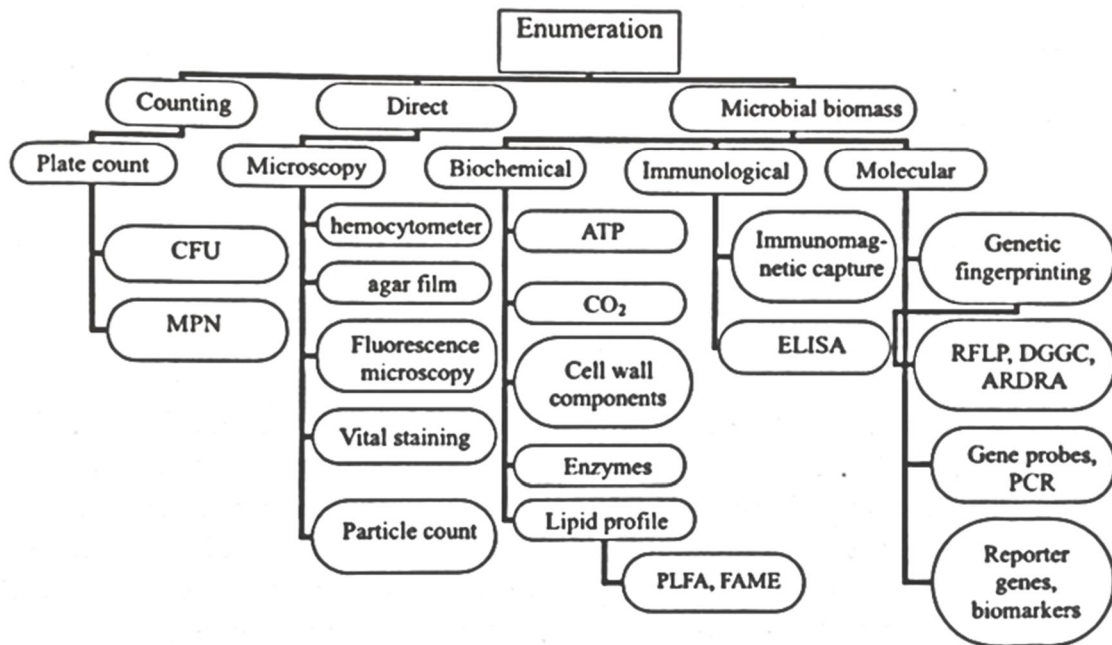 Enumeration
Counting
Direct
Microbial biomass
Plate count
Microscopy
Biochemical
Immunological
Molecular
hemocytometer
ATP
Immunomag-
netic capture
Genetic
fingerprinting
CFU
agar film
CO₂
MPN
Fluorescence
microscopy
Cell wall
components
ELISA
RFLP, DGGC,
ARDRA
Vital staining
Enzymes
Gene probes,
PCR
Particle count
Lipid profile
PLFA, FAME
Reporter
genes,
biomarkers